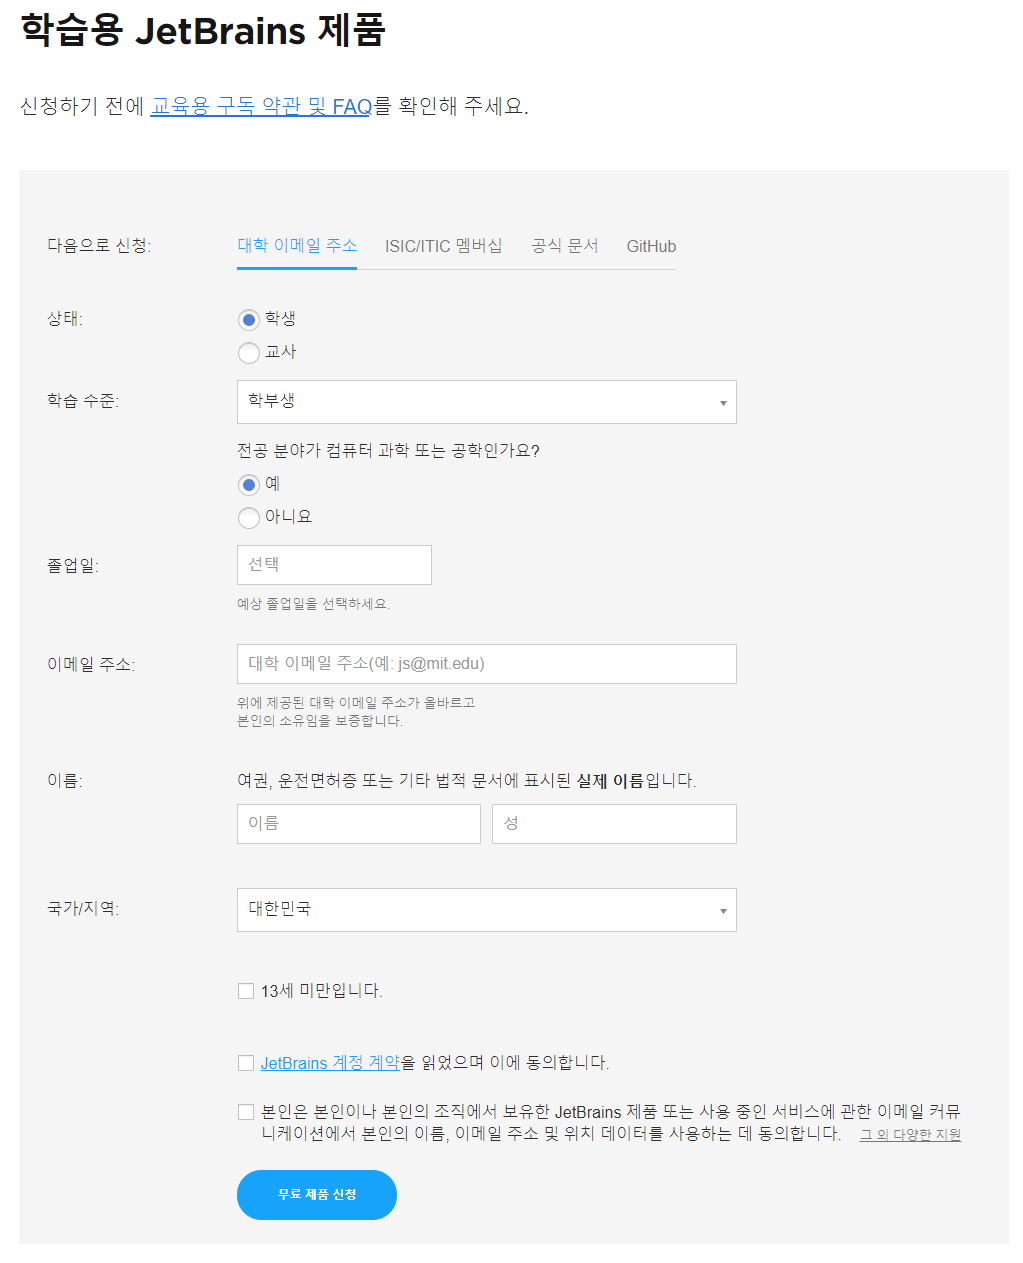 학습용 JetBrains 제품
신청하기 전에 교육용 구독 약관 및 FAQ를 확인해 주세요.
다음으로 신청: 대학 이메일 주소 ISIC/ITIC 멤버십 공식 문서 GitHub
상태: 학생
교사
학습 수준: 학부생
전공 분야가 컴퓨터 과학 또는 공학인가요?
예
아니요
졸업일: 선택
예상 졸업일을 선택하세요.
이메일 주소: 대학 이메일 주소(예: js@mit.edu)
위에 제공된 대학 이메일 주소가 올바르고
본인의 소유임을 보증합니다.
이름: 여권, 운전면허증 또는 기타 법적 문서에 표시된 실제 이름입니다.
이름 성
국가/지역: 대한민국
13세 미만입니다.
JetBrains 계정 계약을 읽었으며 이에 동의합니다.
본인은 본인이나 본인의 조직에서 보유한 JetBrains 제품 또는 사용 중인 서비스에 관한 이메일 커뮤
니케이션에서 본인의 이름, 이메일 주소 및 위치 데이터를 사용하는 데 동의합니다. 그 외 다양한 지원
무료 제품 신청